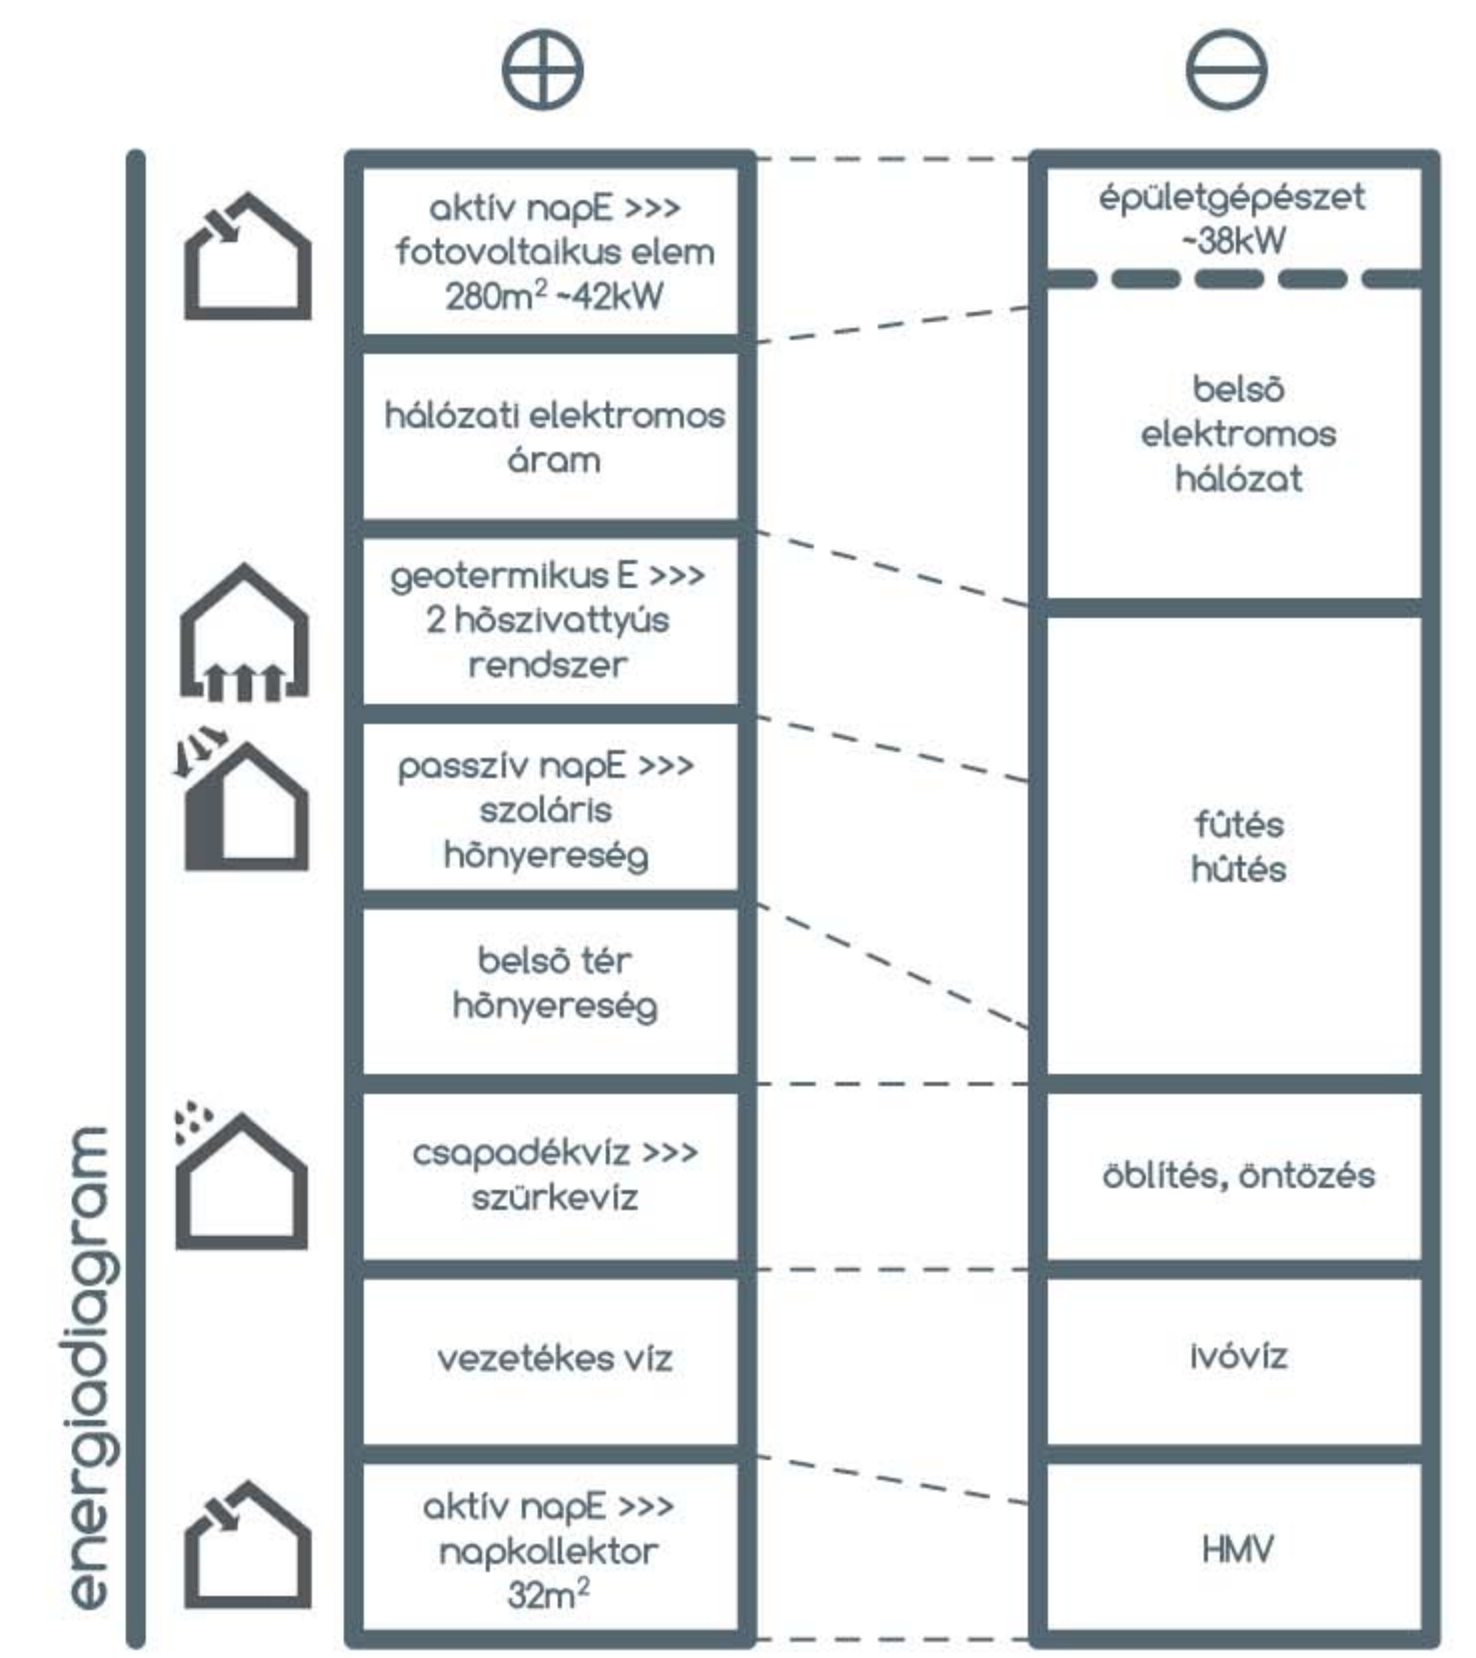 aktív napE >>>
fotovoltaikus elem
280m² ~42kW
hálózati elektromos
áram
geotermikus E >>>
2 hõszivattyús
rendszer
passzív napE >>>
szoláris
hõnyereség
belsõ tér
hõnyereség
csapadékvíz >>>
szürkevíz
vezetékes víz
aktív napE >>>
napkollektor
32m²
épületgépészet
~38kW
belsõ
elektromos
hálózat
fûtés
hûtés
öblítés, öntözés
ivóvíz
HMV
energiadiagram